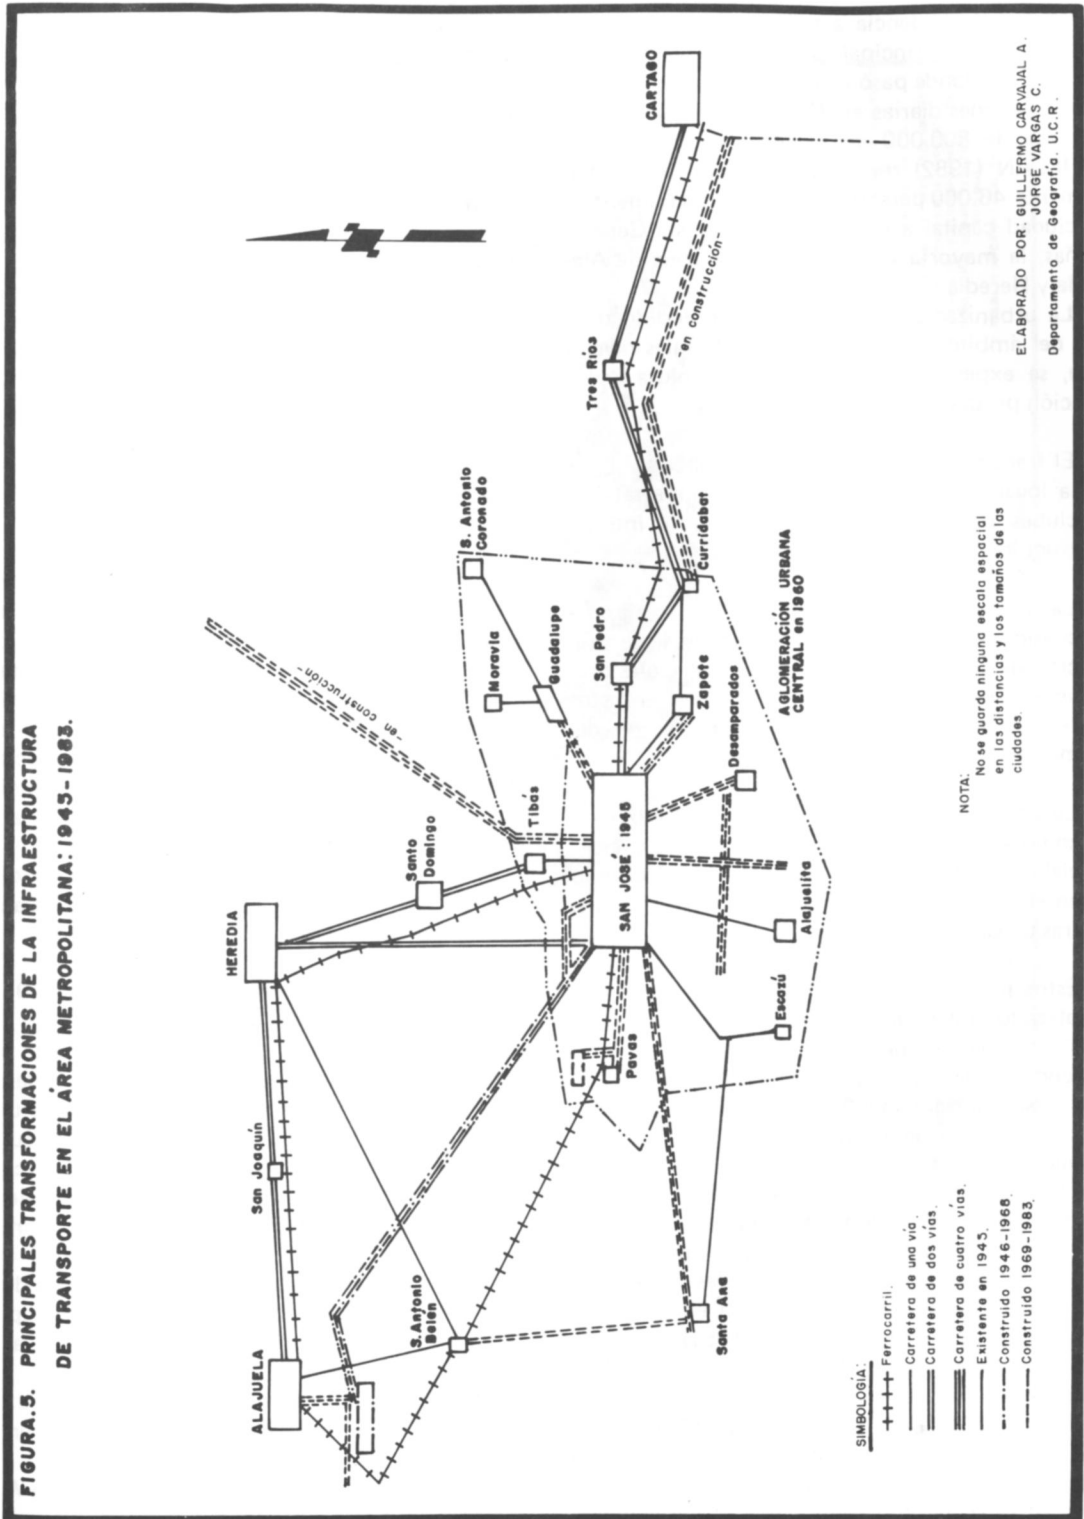 FIGURA.5. PRINCIPALES TRANSFORMACIONES DE LA INFRAESTRUCTURA
DE TRANSPORTE EN EL ÁREA METROPOLITANA: 1945-1983.
-en construcción-
HEREDIA
Santo
Domingo
Tibás
Moravia
Guadalupe
S. Antonio
Coronado
San Joaquín
ALAJUELA
S. Antonio
Belén
Pavas
SAN JOSÉ : 1945
San Pedro
Zapote
Curridabat
Tres Ríos
CARTAGO
-en construcción-
Santa Ana
Escazú
Alajuelita
Desamparados
AGLOMERACIÓN URBANA
CENTRAL en 1960
SIMBOLOGIA:
Ferrocarril.
Carretera de una vía.
Carretera de dos vías.
Carretera de cuatro vías.
Existente en 1945.
Construido 1946-1968.
Construido 1969-1983.
NOTA:
No se guarda ninguna escala espacial
en las distancias y los tamaños de las
ciudades.
ELABORADO POR: GUILLERMO CARVAJAL A.
JORGE VARGAS C.
Departamento de Geografía. U.C.R.